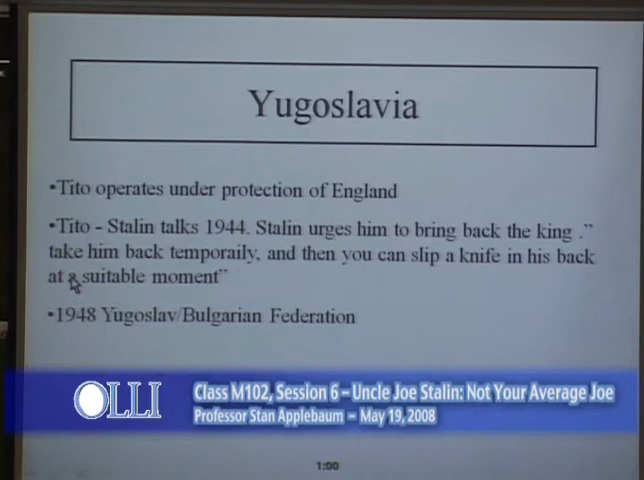 Yugoslavia
•Tito operates under protection of England
•Tito - Stalin talks 1944. Stalin urges him to bring back the king .”
take him back temporaily, and then you can slip a knife in his back
at a suitable moment”
•1948 Yugoslav/Bulgarian Federation
OLLI
Class M102, Session 6 – Uncle Joe Stalin: Not Your Average Joe
Professor Stan Applebaum – May 19, 2008
1:00